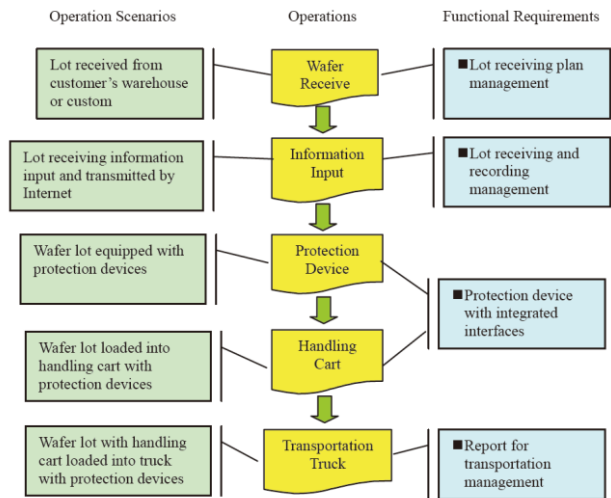 Operation Scenarios
Operations
Functional Requirements
Lot received from
customer's warehouse
or custom
Wafer
Receive
■Lot receiving plan
management
Lot receiving information
input and transmitted by
Internet
Information
Input
■Lot receiving and
recording management
Wafer lot equipped with
protection devices
Protection
Device
■Protection device
with integrated
interfaces
Wafer lot loaded into
handling cart with
protection devices
Handling
Cart
Wafer lot with handling
cart loaded into truck
with protection devices
Transportation
Truck
■Report for
transportation
management